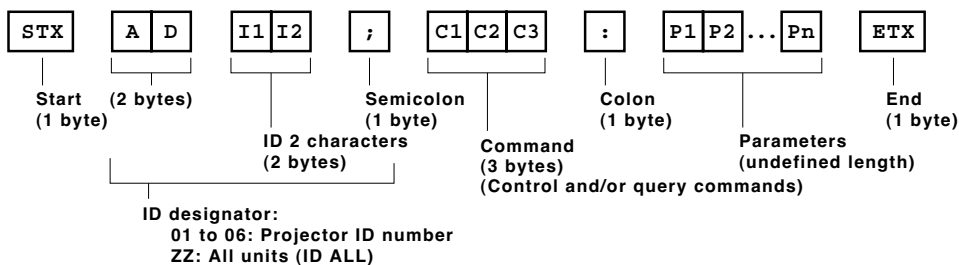 STX A D I1 I2 ; C1 C2 C3 : P1 P2 ... Pn ETX
Start (2 bytes) Semicolon Colon End
(1 byte) (1 byte) (1 byte) (1 byte)
ID 2 characters Command Parameters
(2 bytes) (3 bytes) (undefined length)
(Control and/or query commands)
ID designator:
01 to 06: Projector ID number
ZZ: All units (ID ALL)